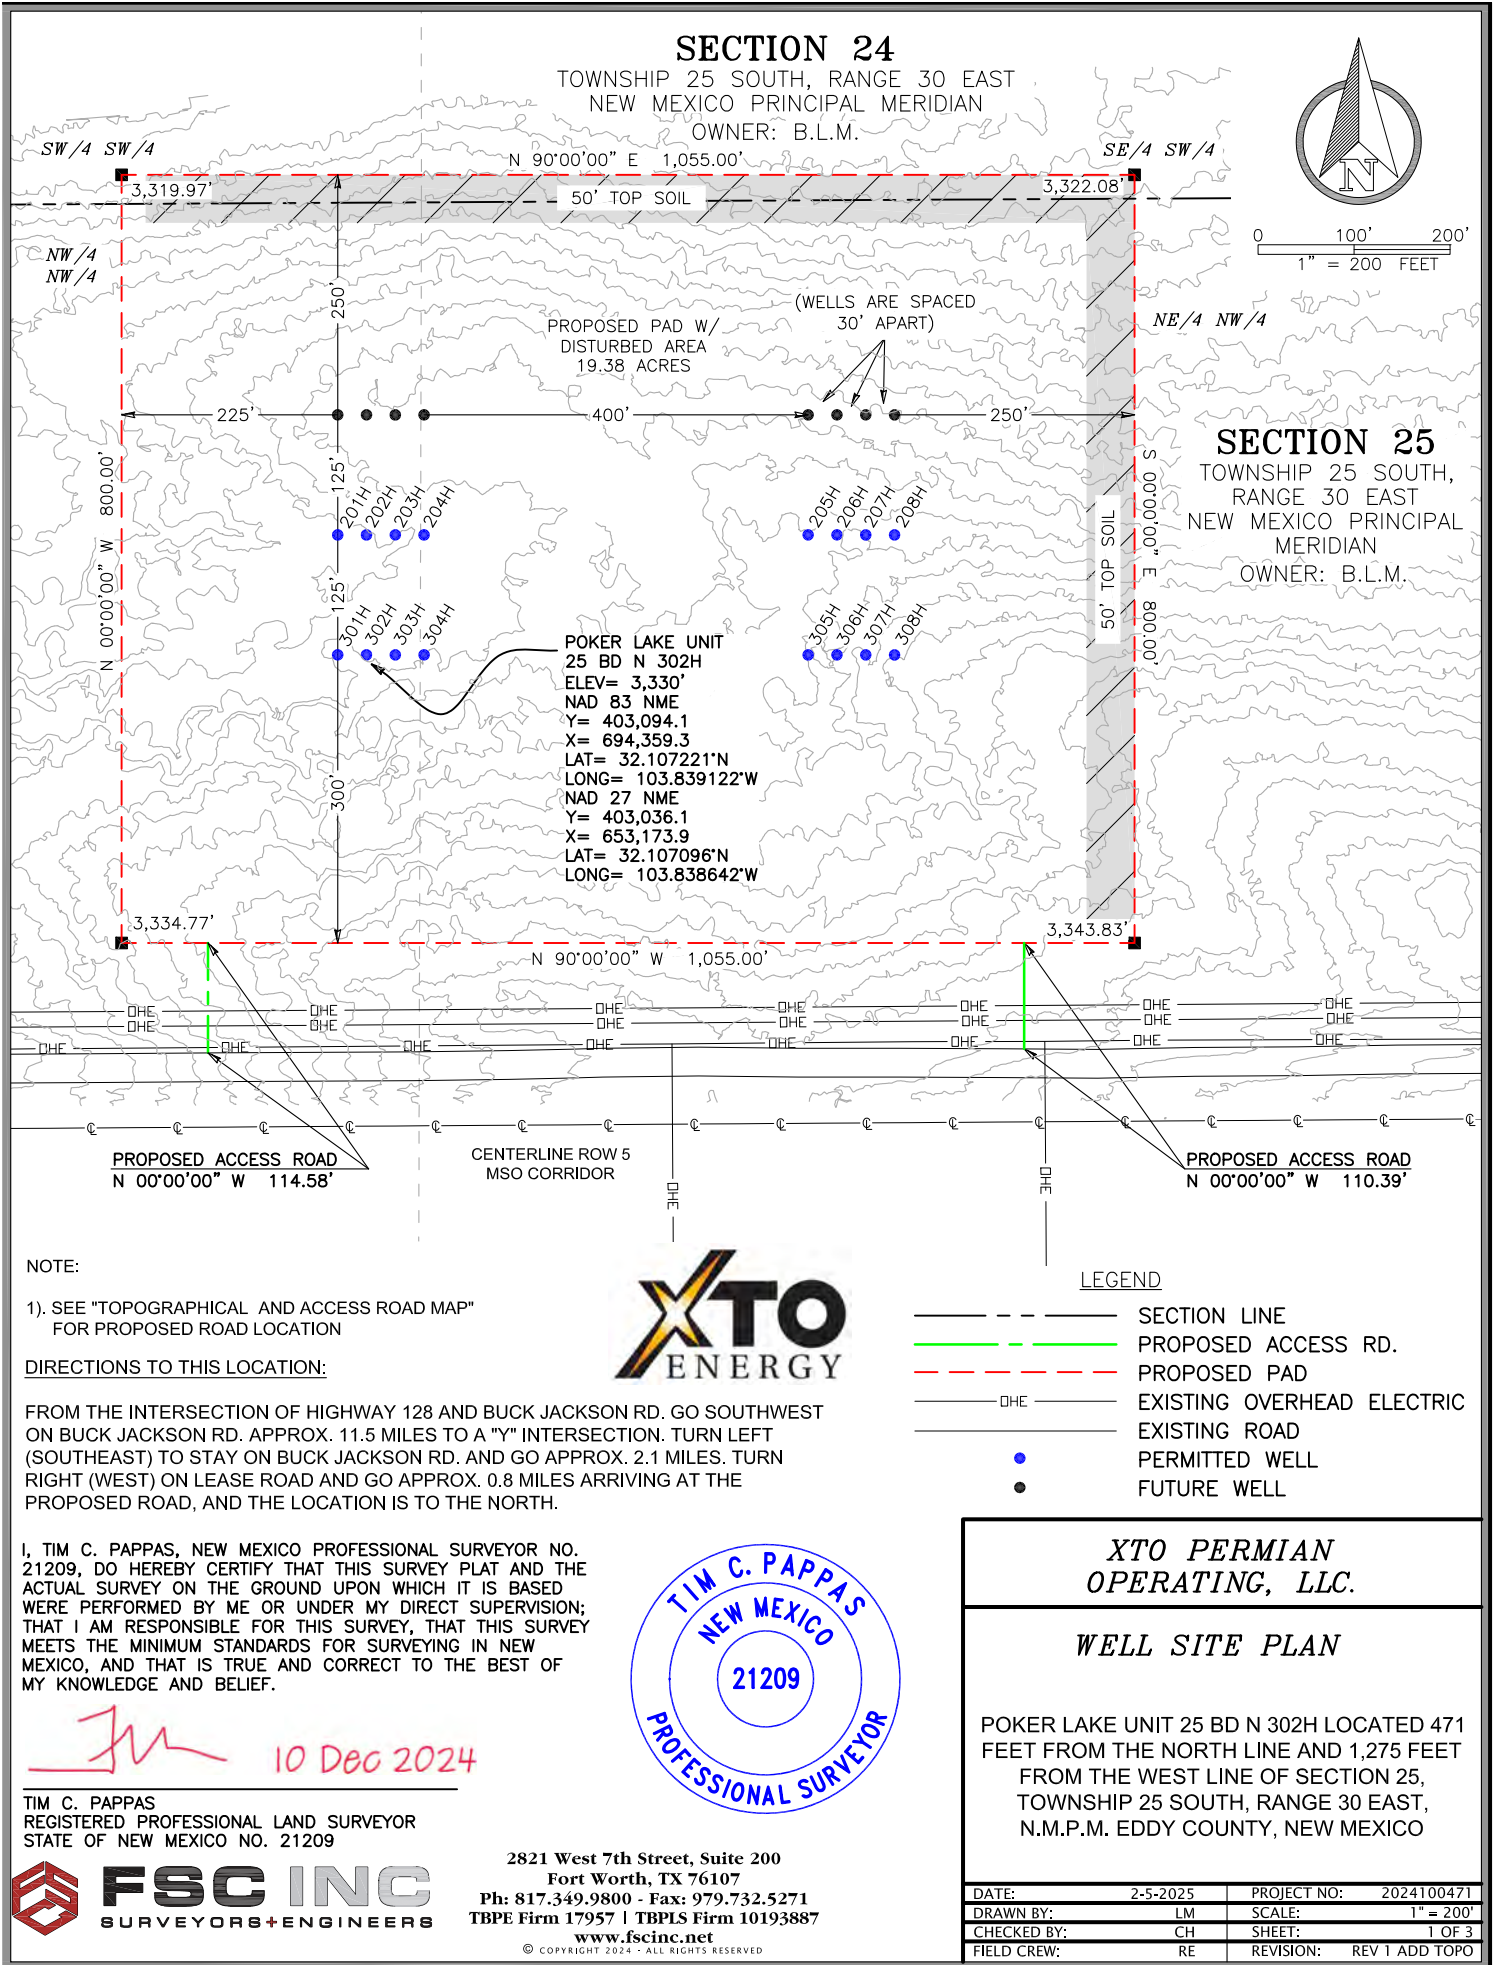 SECTION 24
TOWNSHIP 25 SOUTH, RANGE 30 EAST
NEW MEXICO PRINCIPAL MERIDIAN
OWNER: B.L.M.
SW/4 SW/4
SE/4 SW/4
N 90°00'00" E 1,055.00'
3,319.97'
3,322.08'
50' TOP SOIL
N
0 100' 200'
1" = 200 FEET
NW/4
NW/4
NE/4 NW/4
250'
(WELLS ARE SPACED
30' APART)
PROPOSED PAD W/
DISTURBED AREA
19.38 ACRES
225'
400'
250'
SECTION 25
TOWNSHIP 25 SOUTH,
RANGE 30 EAST
NEW MEXICO PRINCIPAL
MERIDIAN
OWNER: B.L.M.
N 00°00'00" W 800.00'
S 00°00'00" E 800.00'
50' TOP SOIL
125'
201H
202H
203H
204H
205H
206H
207H
208H
125'
301H
302H
303H
304H
305H
306H
307H
308H
300'
POKER LAKE UNIT
25 BD N 302H
ELEV= 3,330'
NAD 83 NME
Y= 403,094.1
X= 694,359.3
LAT= 32.107221°N
LONG= 103.839122°W
NAD 27 NME
Y= 403,036.1
X= 653,173.9
LAT= 32.107096°N
LONG= 103.838642°W
3,334.77'
3,343.83'
N 90°00'00" W 1,055.00'
OHE OHE OHE OHE OHE OHE OHE
OHE OHE OHE OHE OHE OHE OHE
OHE OHE OHE OHE OHE OHE OHE OHE
PROPOSED ACCESS ROAD
N 00°00'00" W 114.58'
CENTERLINE ROW 5
MSO CORRIDOR
OHE
OHE
PROPOSED ACCESS ROAD
N 00°00'00" W 110.39'
NOTE:
1). SEE "TOPOGRAPHICAL AND ACCESS ROAD MAP"
FOR PROPOSED ROAD LOCATION
DIRECTIONS TO THIS LOCATION:
FROM THE INTERSECTION OF HIGHWAY 128 AND BUCK JACKSON RD. GO SOUTHWEST
ON BUCK JACKSON RD. APPROX. 11.5 MILES TO A "Y" INTERSECTION. TURN LEFT
(SOUTHEAST) TO STAY ON BUCK JACKSON RD. AND GO APPROX. 2.1 MILES. TURN
RIGHT (WEST) ON LEASE ROAD AND GO APPROX. 0.8 MILES ARRIVING AT THE
PROPOSED ROAD, AND THE LOCATION IS TO THE NORTH.
XTO
ENERGY
LEGEND
SECTION LINE
PROPOSED ACCESS RD.
PROPOSED PAD
OHE EXISTING OVERHEAD ELECTRIC
EXISTING ROAD
PERMITTED WELL
FUTURE WELL
I, TIM C. PAPPAS, NEW MEXICO PROFESSIONAL SURVEYOR NO.
21209, DO HEREBY CERTIFY THAT THIS SURVEY PLAT AND THE
ACTUAL SURVEY ON THE GROUND UPON WHICH IT IS BASED
WERE PERFORMED BY ME OR UNDER MY DIRECT SUPERVISION;
THAT I AM RESPONSIBLE FOR THIS SURVEY, THAT THIS SURVEY
MEETS THE MINIMUM STANDARDS FOR SURVEYING IN NEW
MEXICO, AND THAT IS TRUE AND CORRECT TO THE BEST OF
MY KNOWLEDGE AND BELIEF.
10 Dec 2024
TIM C. PAPPAS
REGISTERED PROFESSIONAL LAND SURVEYOR
STATE OF NEW MEXICO NO. 21209
TIM C. PAPPAS
NEW MEXICO
21209
PROFESSIONAL SURVEYOR
FSC INC
SURVEYORS+ENGINEERS
2821 West 7th Street, Suite 200
Fort Worth, TX 76107
Ph: 817.349.9800 - Fax: 979.732.5271
TBPE Firm 17957 | TBPLS Firm 10193887
www.fscinc.net
© COPYRIGHT 2024 - ALL RIGHTS RESERVED
XTO PERMIAN
OPERATING, LLC.
WELL SITE PLAN
POKER LAKE UNIT 25 BD N 302H LOCATED 471
FEET FROM THE NORTH LINE AND 1,275 FEET
FROM THE WEST LINE OF SECTION 25,
TOWNSHIP 25 SOUTH, RANGE 30 EAST,
N.M.P.M. EDDY COUNTY, NEW MEXICO
DATE: 2-5-2025 PROJECT NO: 2024100471
DRAWN BY: LM SCALE: 1" = 200'
CHECKED BY: CH SHEET: 1 OF 3
FIELD CREW: RE REVISION: REV 1 ADD TOPO